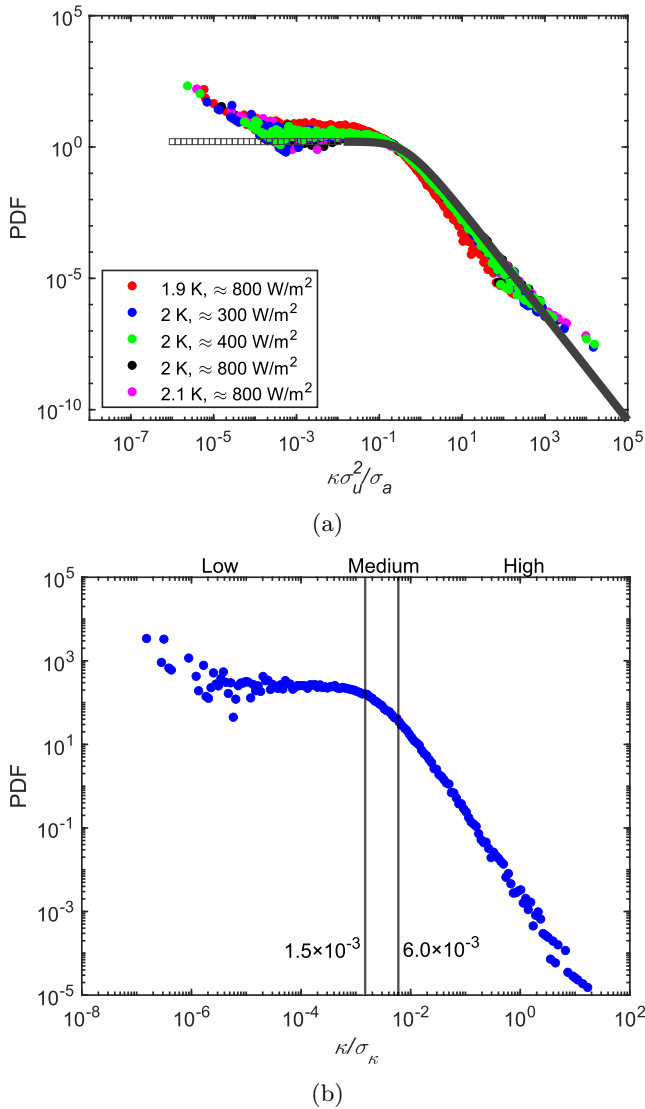 10^5
10^0
10^-5
10^-10
PDF
1.9 K, ≈ 800 W/m^2
2 K, ≈ 300 W/m^2
2 K, ≈ 400 W/m^2
2 K, ≈ 800 W/m^2
2.1 K, ≈ 800 W/m^2
10^-7 10^-5 10^-3 10^-1 10^1 10^3 10^5
κσ_u^2/σ_a
(a)
Low Medium High
10^5
10^3
10^1
10^-1
10^-3
10^-5
PDF
1.5×10^-3 6.0×10^-3
10^-8 10^-6 10^-4 10^-2 10^0 10^2
κ/σ_κ
(b)